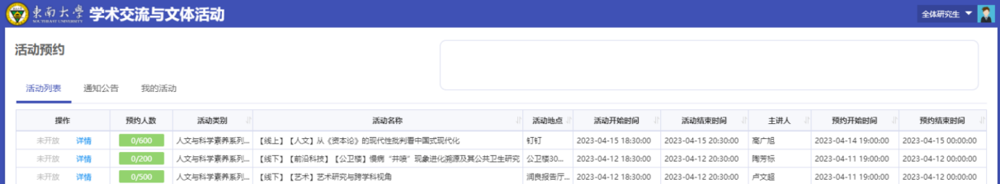 東南大學 学术交流与文体活动 全体研究生
SOUTHEAST UNIVERSITY
活动预约
活动列表 通知公告 我的活动
操作 预约人数 活动类别 活动名称 活动地点 活动开始时间 活动结束时间 主讲人 预约开始时间 预约结束时间
未开放 详情 0/600 人文与科学素养系列... 【线上】【人文】从《资本论》的现代性批判看中国式现代化 钉钉 2023-04-15 18:30:00 2023-04-15 20:30:00 高广旭 2023-04-14 19:00:00 2023-04-15 00:00:00
未开放 详情 0/200 人文与科学素养系列... 【线下】【前沿科技】【公卫楼】慢病“井喷”现象进化溯源及其公共卫生研究 公卫楼30... 2023-04-12 18:30:00 2023-04-12 20:30:00 陶芳标 2023-04-11 19:00:00 2023-04-12 00:00:00
未开放 详情 0/500 人文与科学素养系列... 【线下】【艺术】艺术研究与跨学科视角 润良报告厅... 2023-04-12 18:30:00 2023-04-12 20:30:00 卢文超 2023-04-11 19:00:00 2023-04-12 00:00:00